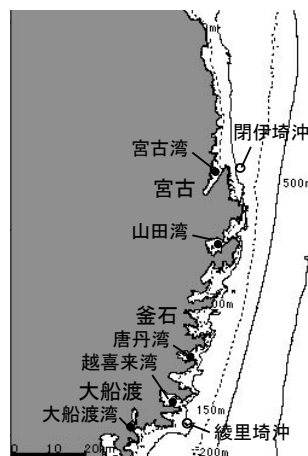 m
閉伊埼沖
宮古湾
宮古
500m
山田湾
00m
釜石
唐丹湾
越喜来湾
大船渡
大船渡湾
150m
綾里埼沖
0 10 20
200m